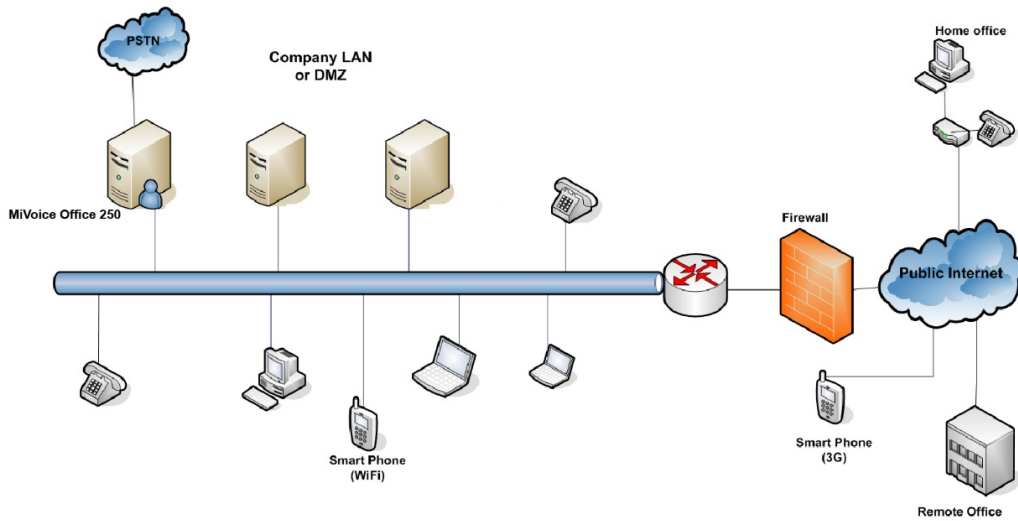 PSTN
Company LAN
or DMZ
Home office
MiVoice Office 250
Firewall
Public Internet
Smart Phone
(WiFi)
Smart Phone
(3G)
Remote Office